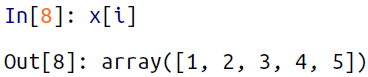 In[8]: x[i]
Out[8]: array([1, 2, 3, 4, 5])